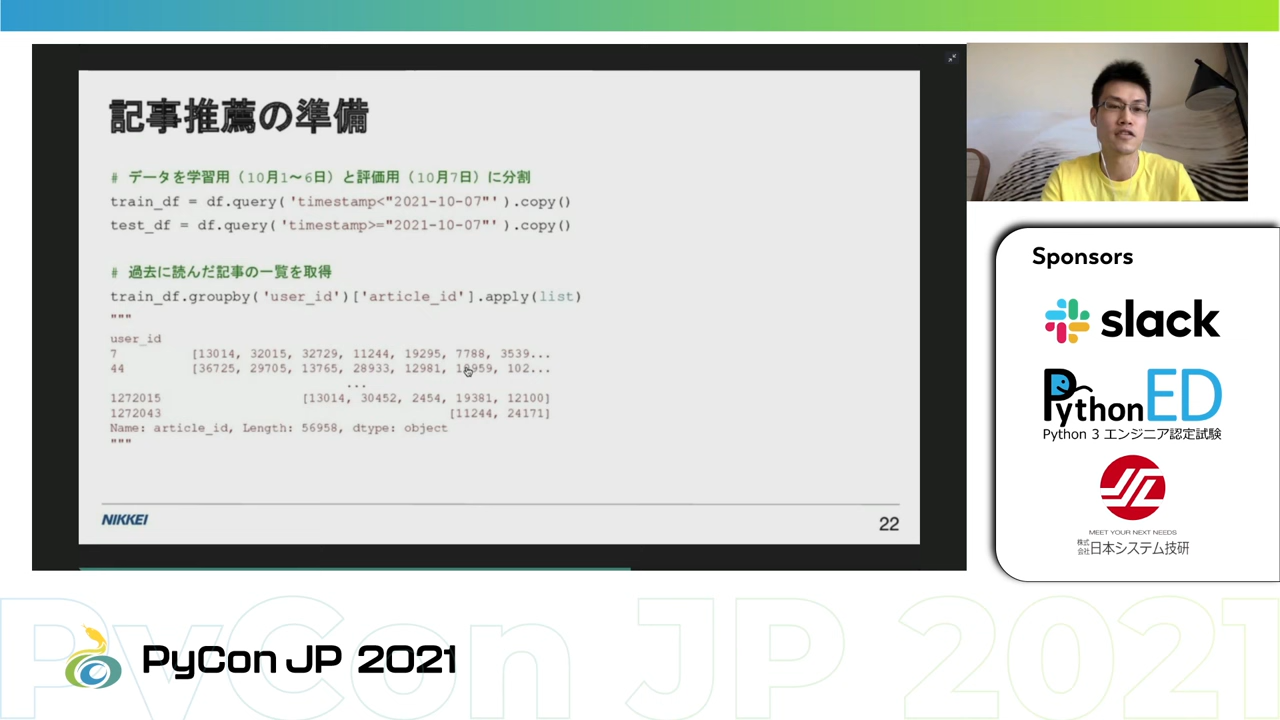 記事推薦の準備
# データを学習用（10月1〜6日）と評価用（10月7日）に分割
train_df = df.query('timestamp<"2021-10-07"').copy()
test_df = df.query('timestamp>="2021-10-07"').copy()
# 過去に読んだ記事の一覧を取得
train_df.groupby('user_id')['article_id'].apply(list)
"""
user_id
7 [13014, 32015, 32729, 11244, 19295, 7788, 3539...
44 [36725, 29705, 13765, 28933, 12981, 18959, 102...
...
1272015 [13014, 30452, 2454, 19381, 12100]
1272043 [11244, 24171]
Name: article_id, Length: 56958, dtype: object
"""
NIKKEI
22
Sponsors
slack
PythonED
Python 3 エンジニア認定試験
MEET YOUR NEXT NEEDS
株式会社日本システム技研
PyCon JP 2021
PyCon JP 2021